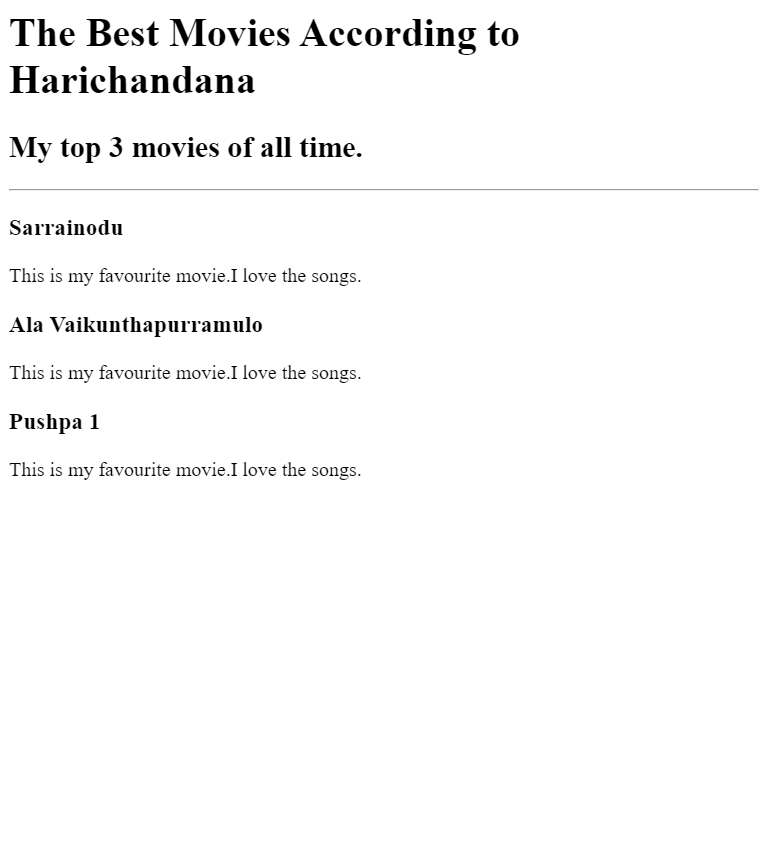 The Best Movies According to
Harichandana
My top 3 movies of all time.
Sarrainodu
This is my favourite movie.I love the songs.
Ala Vaikunthapurramulo
This is my favourite movie.I love the songs.
Pushpa 1
This is my favourite movie.I love the songs.